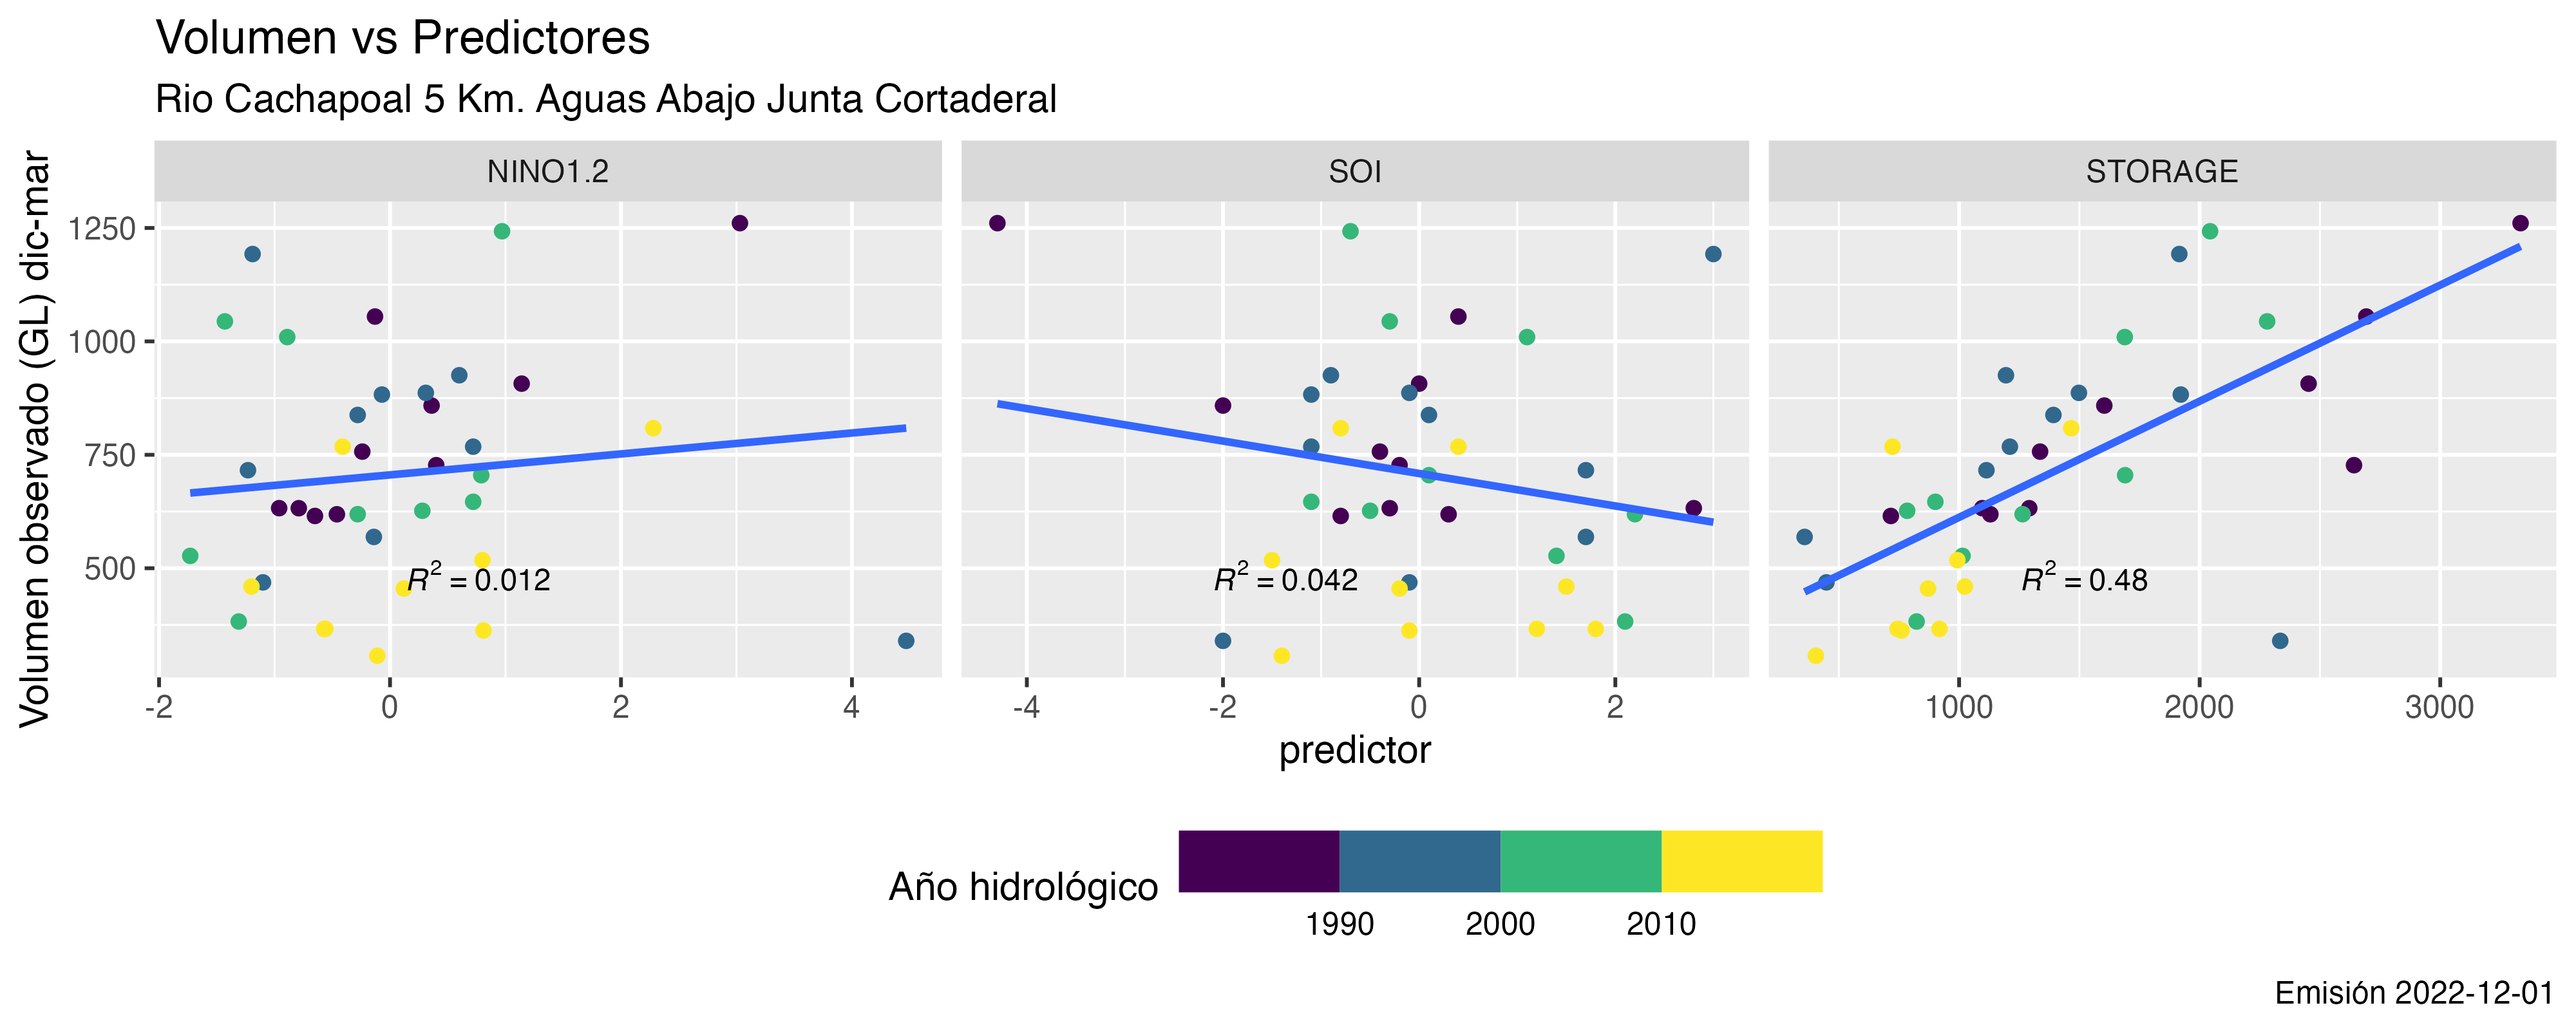 Volumen vs Predictores
Rio Cachapoal 5 Km. Aguas Abajo Junta Cortaderal
Volumen observado (GL) dic-mar
NINO1.2 SOI STORAGE
1250
1000
750
500
R² = 0.012 R² = 0.042 R² = 0.48
-2 0 2 4 -4 -2 0 2 1000 2000 3000
predictor
Año hidrológico
1990 2000 2010
Emisión 2022-12-01